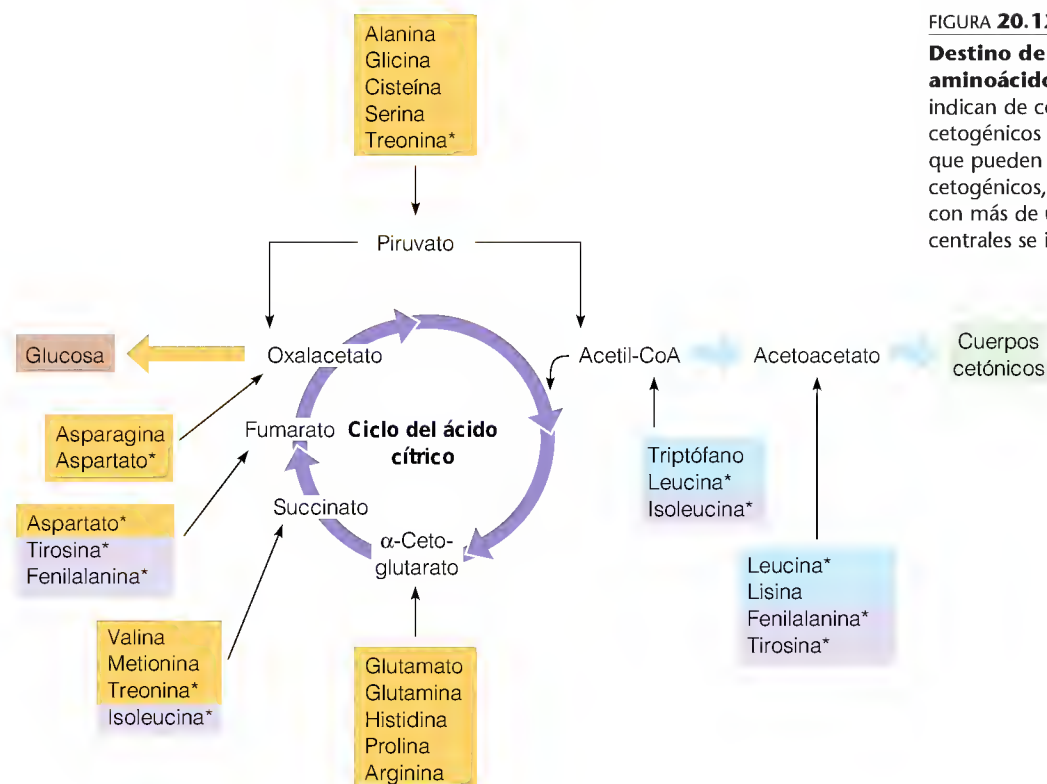 FIGURA 20.1
Destino de
aminoácido
indican de c
cetogénicos
que pueden
cetogénicos,
con más de
centrales se
Alanina
Glicina
Cisteína
Serina
Treonina*
Piruvato
Glucosa
Oxalacetato
Acetil-CoA
Acetoacetato
Cuerpos
cetónicos
Asparagina
Aspartato*
Fumarato
Ciclo del ácido
cítrico
Triptófano
Leucina*
Isoleucina*
Aspartato*
Tirosina*
Fenilalanina*
Succinato
α-Ceto-
glutarato
Leucina*
Lisina
Fenilalanina*
Tirosina*
Valina
Metionina
Treonina*
Isoleucina*
Glutamato
Glutamina
Histidina
Prolina
Arginina